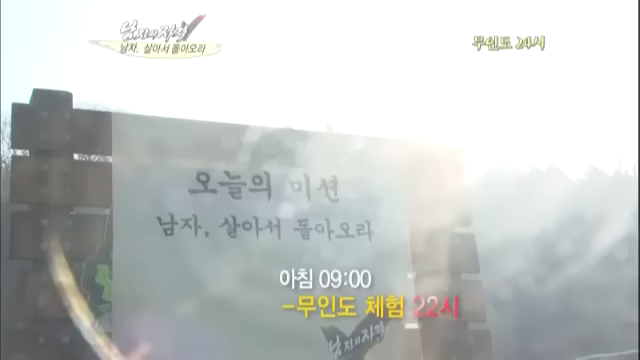 남자의 자격
남자, 살아서 돌아오라
무인도 24시
오늘의 미션
남자, 살아서 돌아오라
아침 09:00
-무인도 체험 22시
남자의 자격